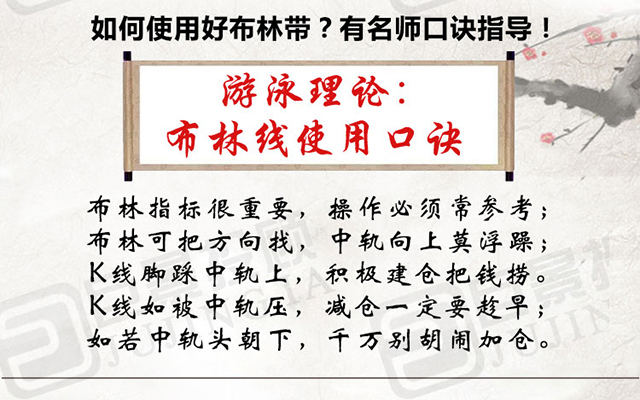 如何使用好布林带？有名师口诀指导！
游泳理论：
布林线使用口诀
布林指标很重要，操作必须常参考；
布林可把方向找，中轨向上莫浮躁；
K线脚踩中轨上，积极建仓把钱捞。
K线如被中轨压，减仓一定要趁早；
如若中轨头朝下，千万别胡闹加仓。